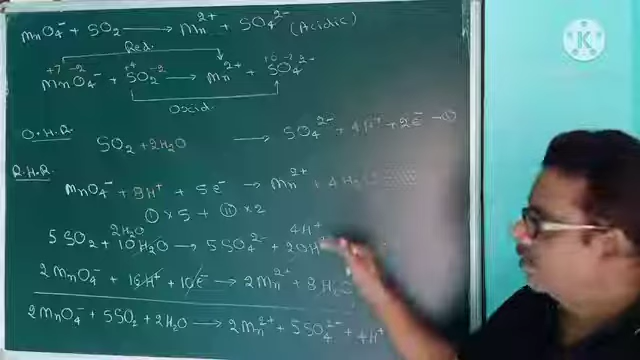 MnO₄⁻ + SO₂ ⟶ Mn²⁺ + SO₄²⁻ (Acidic)
Red.
+7 -2 +4 -2 +6 -2
MnO₄⁻ + SO₂ ⟶ Mn²⁺ + SO₄²⁻
Oxid.
O.H.R
SO₂ + 2H₂O ⟶ SO₄²⁻ + 4H⁺ + 2e⁻ —①
R.H.R.
MnO₄⁻ + 8H⁺ + 5e⁻ → Mn²⁺ + 4H₂O
① × 5 + ② × 2
2H₂O 4H⁺
5SO₂ + 10H₂O → 5SO₄²⁻ + 20H⁺
2MnO₄⁻ + 16H⁺ + 10e⁻ → 2Mn²⁺ + 8H₂O
2MnO₄⁻ + 5SO₂ + 2H₂O ⟶ 2Mn²⁺ + 5SO₄²⁻ + 4H⁺
K
KINEMASTER